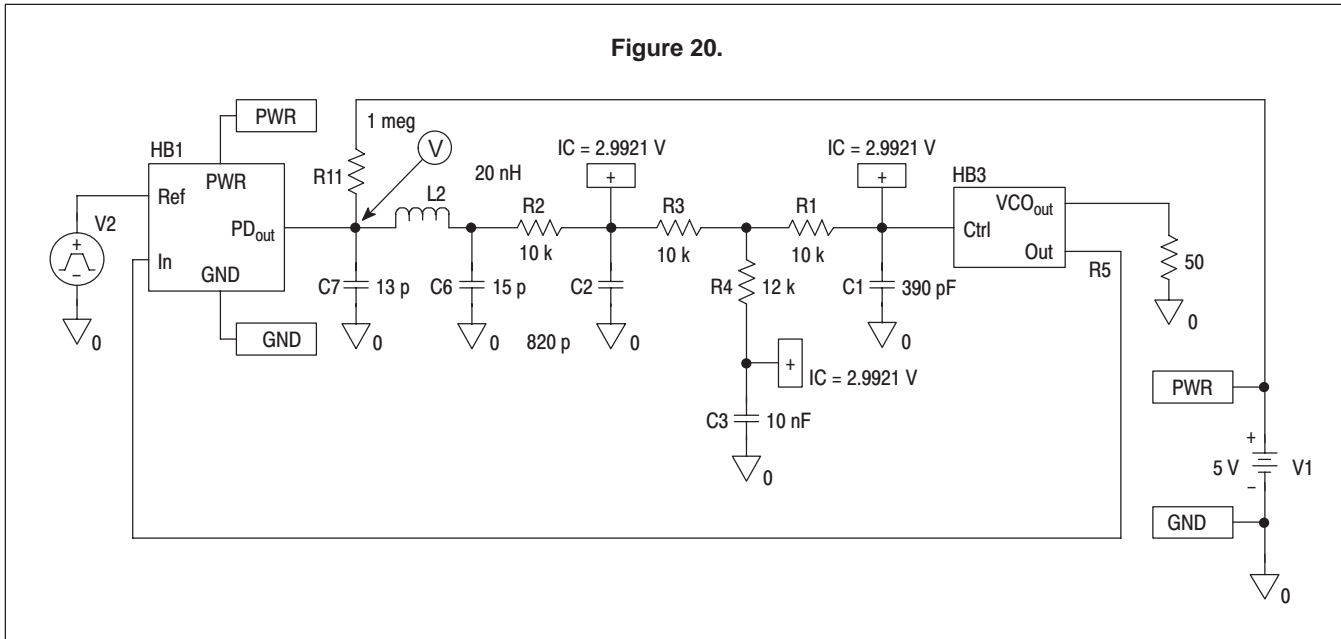 Figure 20.
PWR
1 meg
V
IC = 2.9921 V
IC = 2.9921 V
HB1
20 nH
+
+
HB3
PWR
R11
L2
Ref
R2
R3
R1
VCOout
V2
PDout
Ctrl
+
10 k
10 k
10 k
Out
In
R5
50
−
GND
C7
13 p
C6
15 p
C2
R4
12 k
C1
390 pF
0
GND
0
0
820 p
0
0
0
+
IC = 2.9921 V
PWR
C3
10 nF
+
5 V
V1
0
−
GND
0